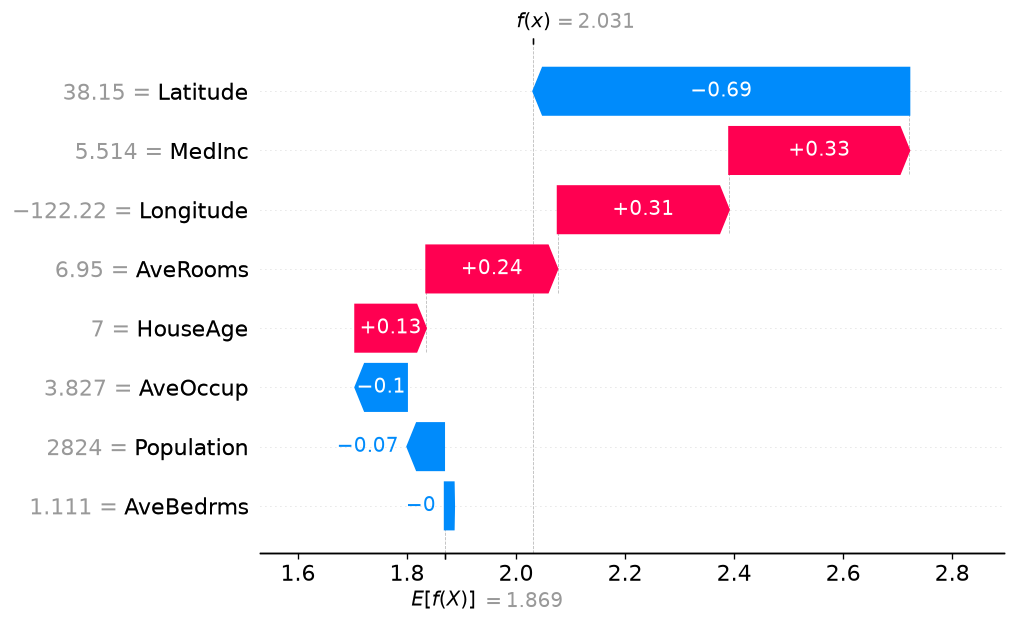 f(x) = 2.031
38.15 = Latitude
−0.69
5.514 = MedInc
+0.33
−122.22 = Longitude
+0.31
6.95 = AveRooms
+0.24
7 = HouseAge
+0.13
3.827 = AveOccup
−0.1
2824 = Population
−0.07
1.111 = AveBedrms
−0
1.6 1.8 2.0 2.2 2.4 2.6 2.8
E[f(X)] = 1.869